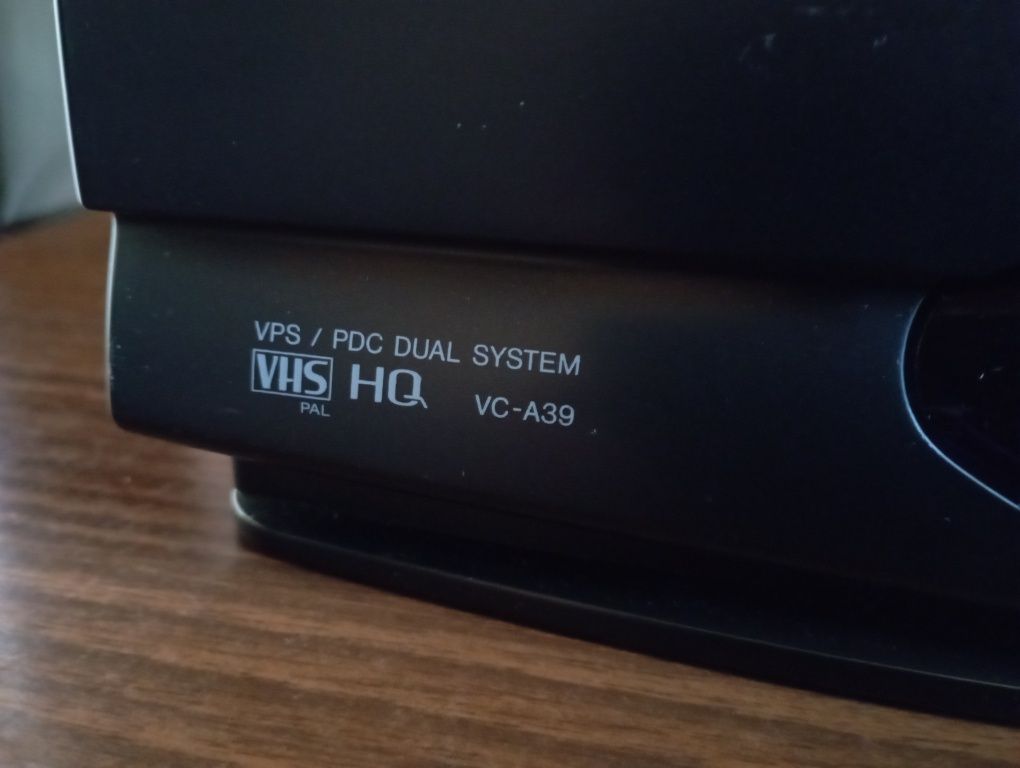 VPS / PDC DUAL SYSTEM
VHS HQ VC-A39
PAL